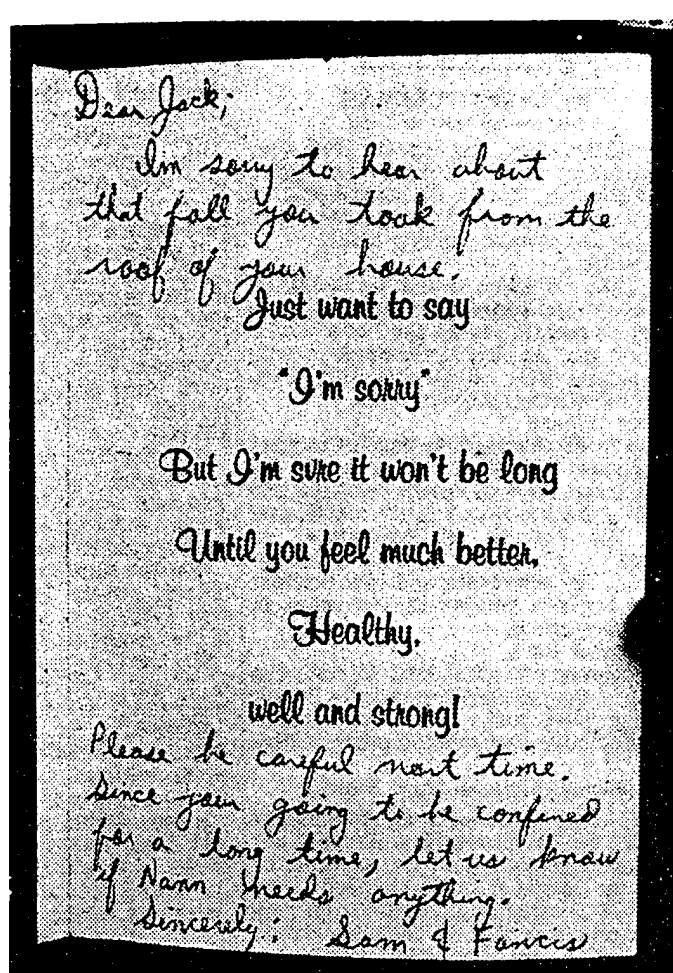 Dear Jack;
Im sorry to hear about
that fall you took from the
roof of your house.
Just want to say
"I'm sorry"
But I'm sure it won't be long
Until you feel much better,
Healthy,
well and strong!
Please be careful next time.
Since your going to be confined
for a long time, let us know
if Nann needs anything.
Sincerely; Sam & Fancis